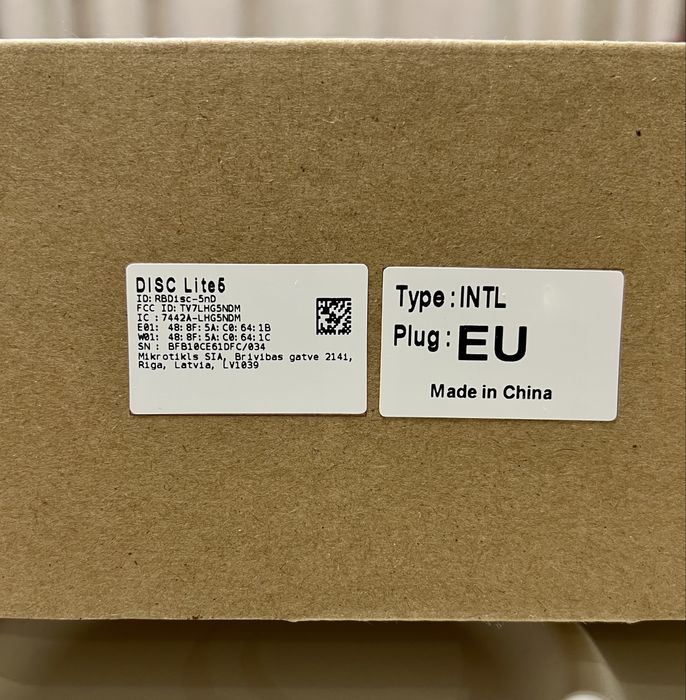 DISC Lite5
ID: RBDisc-5nD
FCC ID: TV7LHG5NDM
IC : 7442A-LHG5NDM
E01: 48:8F:5A:C0:64:1B
W01: 48:8F:5A:C0:64:1C
SN : BFB10CE61DFC/034
Mikrotikls SIA, Brivibas gatve 214i,
Riga, Latvia, LV1039
Type : INTL
Plug : EU
Made in China